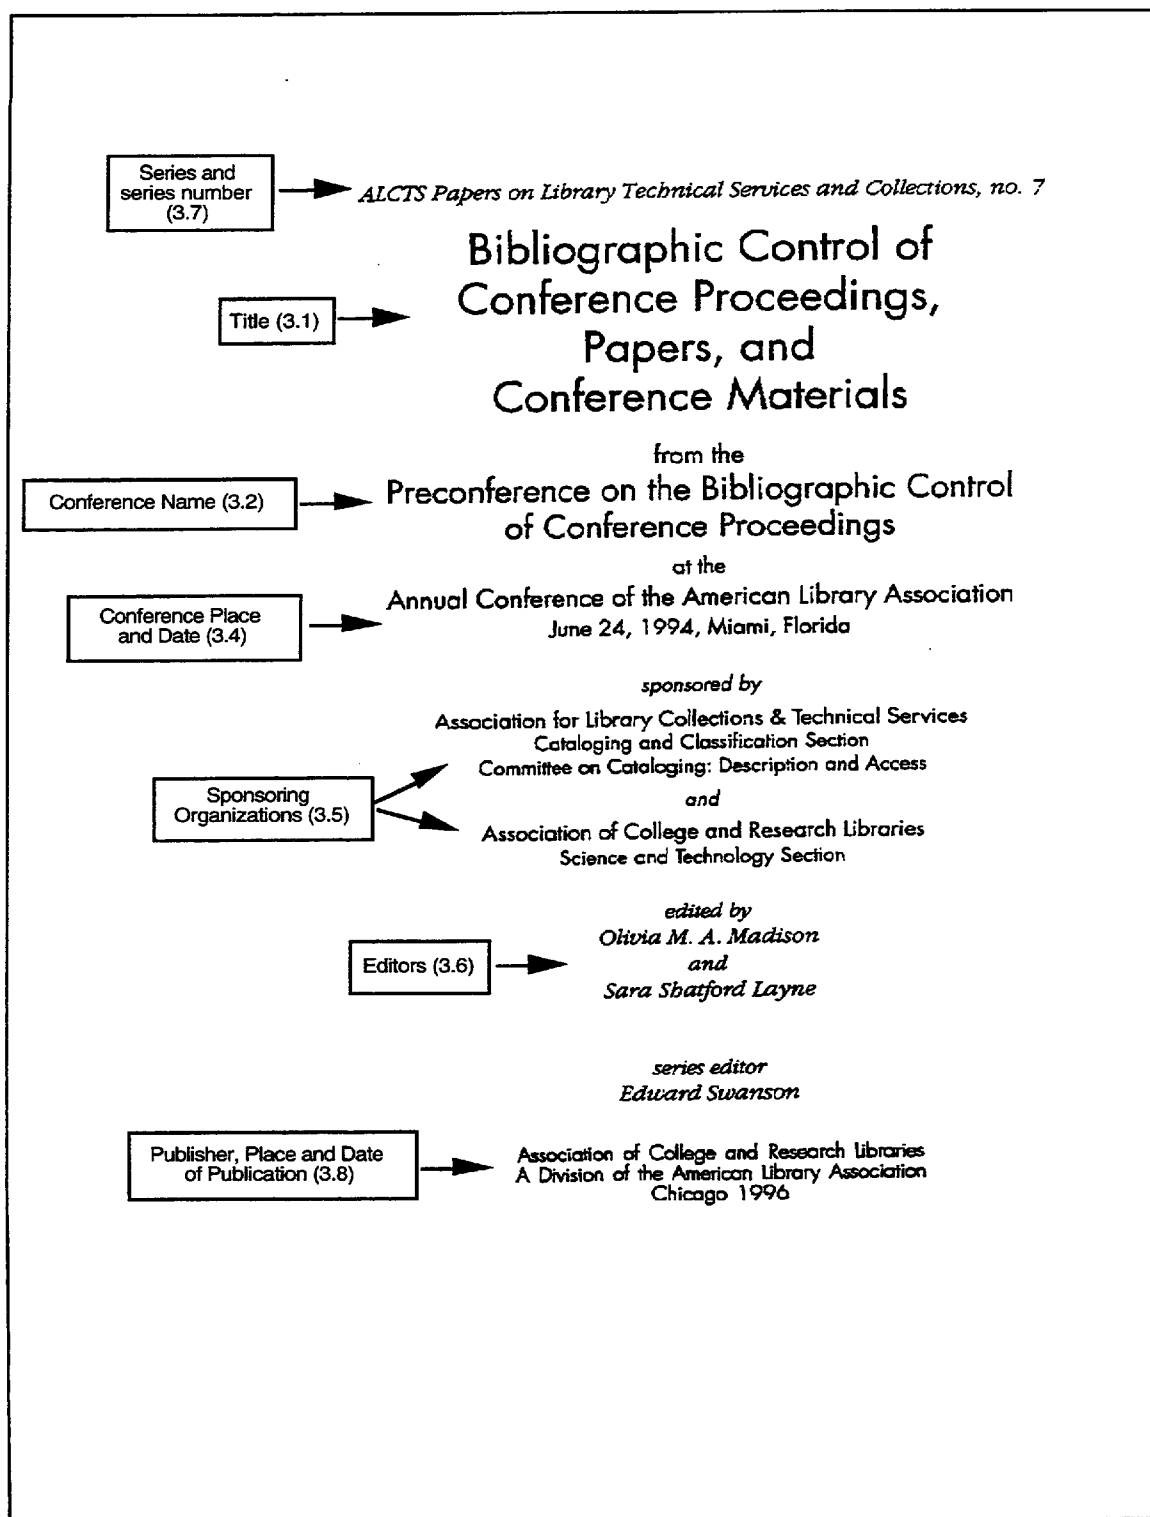 Series and
series number
(3.7)
ALCTS Papers on Library Technical Services and Collections, no. 7
Bibliographic Control of
Conference Proceedings,
Papers, and
Conference Materials
Title (3.1)
from the
Conference Name (3.2)
Preconference on the Bibliographic Control
of Conference Proceedings
at the
Conference Place
and Date (3.4)
Annual Conference of the American Library Association
June 24, 1994, Miami, Florida
sponsored by
Association for Library Collections & Technical Services
Cataloging and Classification Section
Committee on Cataloging: Description and Access
Sponsoring
Organizations (3.5)
and
Association of College and Research Libraries
Science and Technology Section
edited by
Olivia M. A. Madison
Editors (3.6)
and
Sara Shatford Layne
series editor
Edward Swanson
Publisher, Place and Date
of Publication (3.8)
Association of College and Research Libraries
A Division of the American Library Association
Chicago 1996